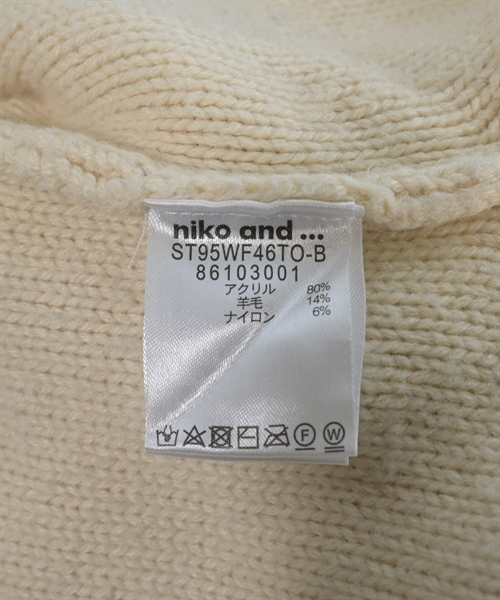 niko and ...
ST95WF46TO-B
86103001
アクリル 80%
羊毛 14%
ナイロン 6%
F W